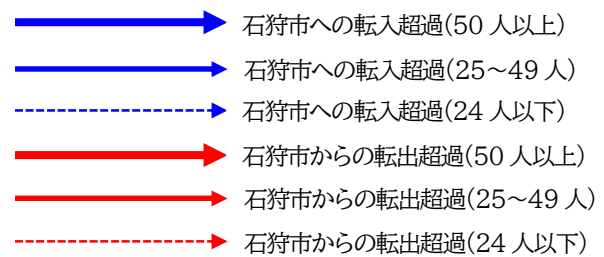 石狩市への転入超過(50 人以上)
石狩市への転入超過(25～49 人)
石狩市への転入超過(24 人以下)
石狩市からの転出超過(50 人以上)
石狩市からの転出超過(25～49 人)
石狩市からの転出超過(24 人以下)